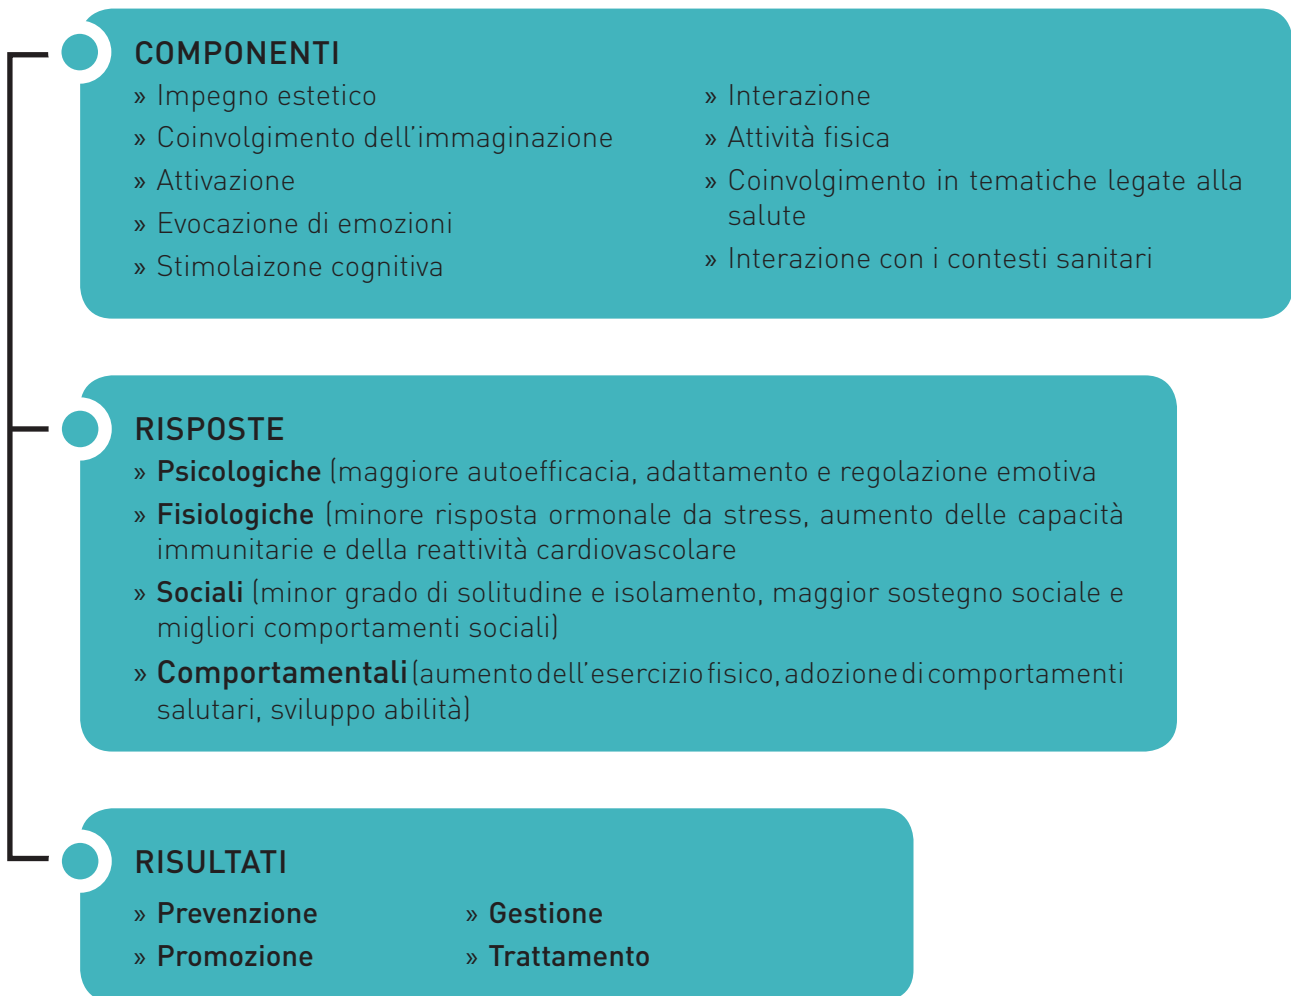 COMPONENTI
» Impegno estetico
» Coinvolgimento dell'immaginazione
» Attivazione
» Evocazione di emozioni
» Stimolaizone cognitiva
» Interazione
» Attività fisica
» Coinvolgimento in tematiche legate alla
salute
» Interazione con i contesti sanitari
RISPOSTE
» Psicologiche (maggiore autoefficacia, adattamento e regolazione emotiva
» Fisiologiche (minore risposta ormonale da stress, aumento delle capacità
immunitarie e della reattività cardiovascolare
» Sociali (minor grado di solitudine e isolamento, maggior sostegno sociale e
migliori comportamenti sociali)
» Comportamentali (aumento dell'esercizio fisico, adozione di comportamenti
salutari, sviluppo abilità)
RISULTATI
» Prevenzione
» Promozione
» Gestione
» Trattamento